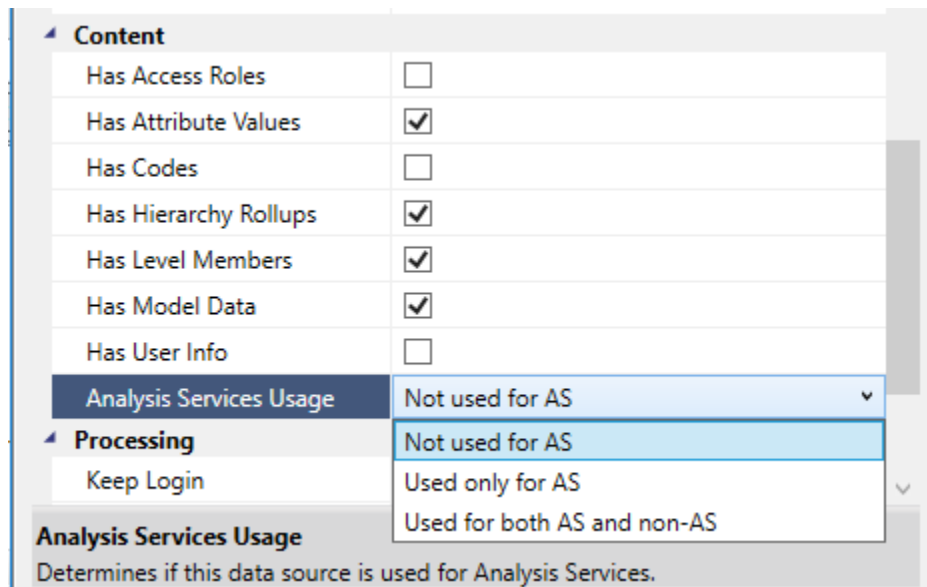 Content
Has Access Roles
Has Attribute Values
Has Codes
Has Hierarchy Rollups
Has Level Members
Has Model Data
Has User Info
Analysis Services Usage Not used for AS
Processing Not used for AS
Keep Login Used only for AS
Used for both AS and non-AS
Analysis Services Usage
Determines if this data source is used for Analysis Services.